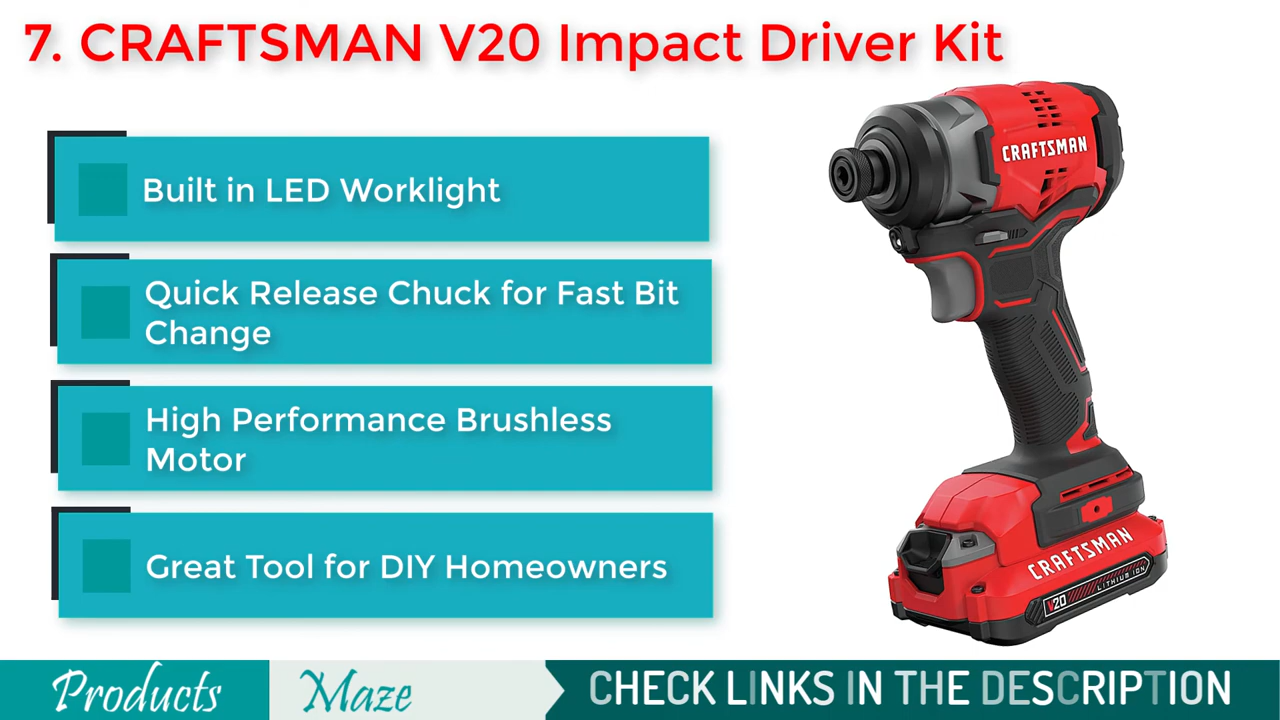 7. CRAFTSMAN V20 Impact Driver Kit
Built in LED Worklight
Quick Release Chuck for Fast Bit
Change
High Performance Brushless
Motor
Great Tool for DIY Homeowners
CRAFTSMAN
CRAFTSMAN
V20 LITHIUM ION
Products Maze
CHECK LINKS IN THE DESCRIPTION